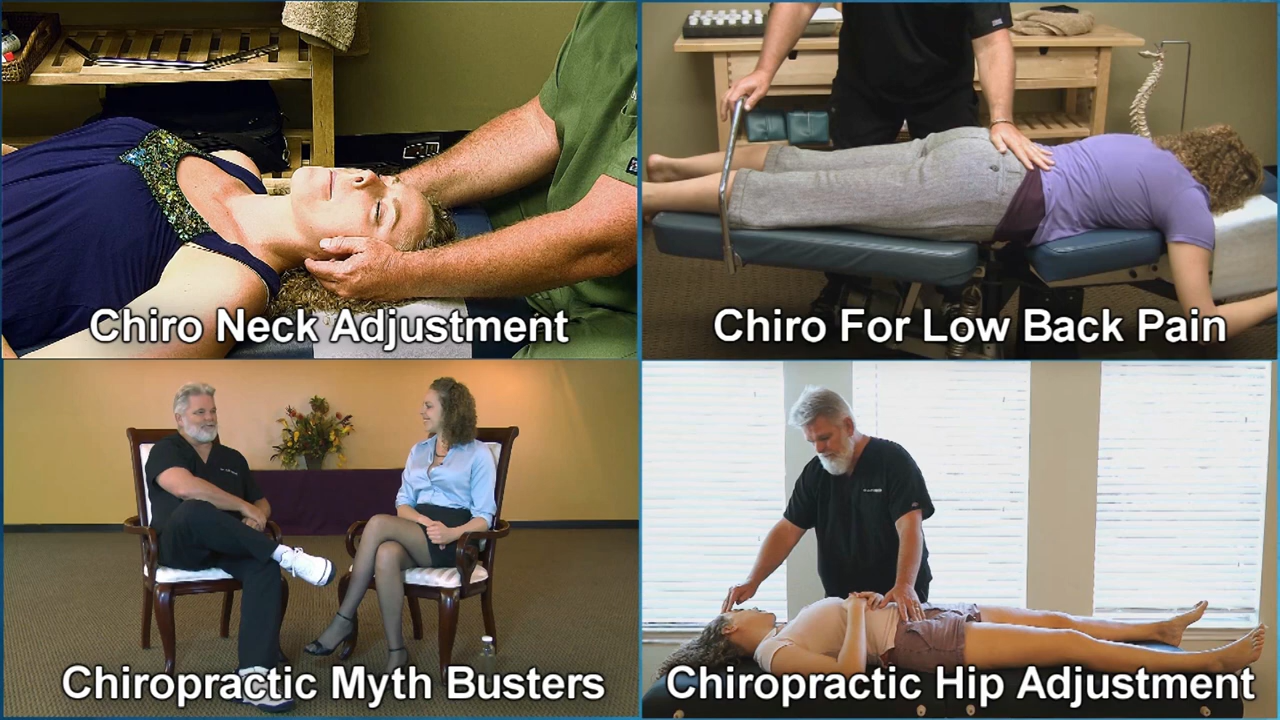 Chiro Neck Adjustment
Chiro For Low Back Pain
Chiropractic Myth Busters
Chiropractic Hip Adjustment